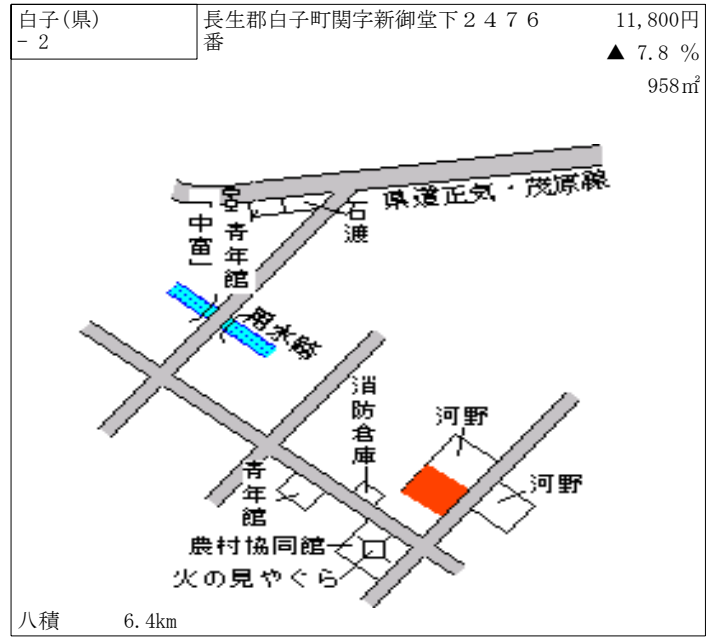 白子(県)
- 2
長生郡白子町関字新御堂下２４７６
番
11,800円
▲ 7.8 %
958㎡
県道正気・茂原線
石渡
青年館
「中富」
用水路
消防倉庫
河野
河野
青年館
農村協同館
火の見やぐら
八積 6.4km